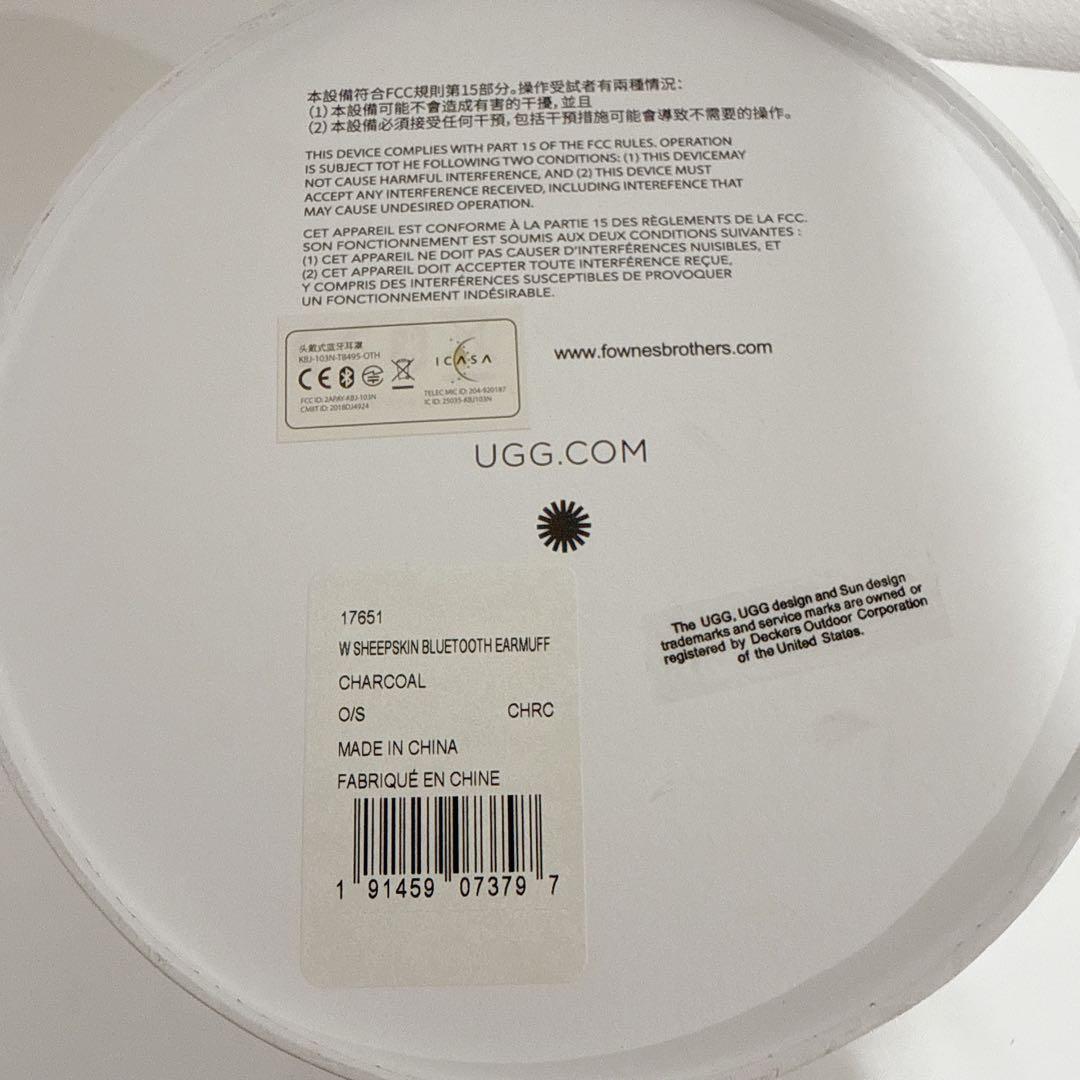 本設備符合FCC規則第15部分。操作受試者有兩種情況：
(1) 本設備可能不會造成有害的干擾，並且
(2) 本設備必須接受任何干預，包括干預措施可能會導致不需要的操作。
THIS DEVICE COMPLIES WITH PART 15 OF THE FCC RULES. OPERATION
IS SUBJECT TOT HE FOLLOWING TWO CONDITIONS: (1) THIS DEVICEMAY
NOT CAUSE HARMFUL INTERFERENCE, AND (2) THIS DEVICE MUST
ACCEPT ANY INTERFERENCE RECEIVED, INCLUDING INTEREFENCE THAT
MAY CAUSE UNDESIRED OPERATION.
CET APPAREIL EST CONFORME À LA PARTIE 15 DES RÈGLEMENTS DE LA FCC.
SON FONCTIONNEMENT EST SOUMIS AUX DEUX CONDITIONS SUIVANTES :
(1) CET APPAREIL NE DOIT PAS CAUSER D'INTERFÉRENCES NUISIBLES, ET
(2) CET APPAREIL DOIT ACCEPTER TOUTE INTERFÉRENCE REÇUE,
Y COMPRIS DES INTERFÉRENCES SUSCEPTIBLES DE PROVOQUER
UN FONCTIONNEMENT INDÉSIRABLE.
头戴式蓝牙耳罩
KBJ-103N-TB495-OTH
CE
FCC ID: 2APAY-KBJ-103N
CMIIT ID: 2018DJ4924
ICASA
TELEC MIC ID: 204-920187
IC ID: 25035-KBJ103N
www.fownesbrothers.com
UGG.COM
The UGG, UGG design and Sun design
trademarks and service marks are owned or
registered by Deckers Outdoor Corporation
of the United States.
17651
W SHEEPSKIN BLUETOOTH EARMUFF
CHARCOAL
O/S CHRC
MADE IN CHINA
FABRIQUÉ EN CHINE
1 91459 07379 7